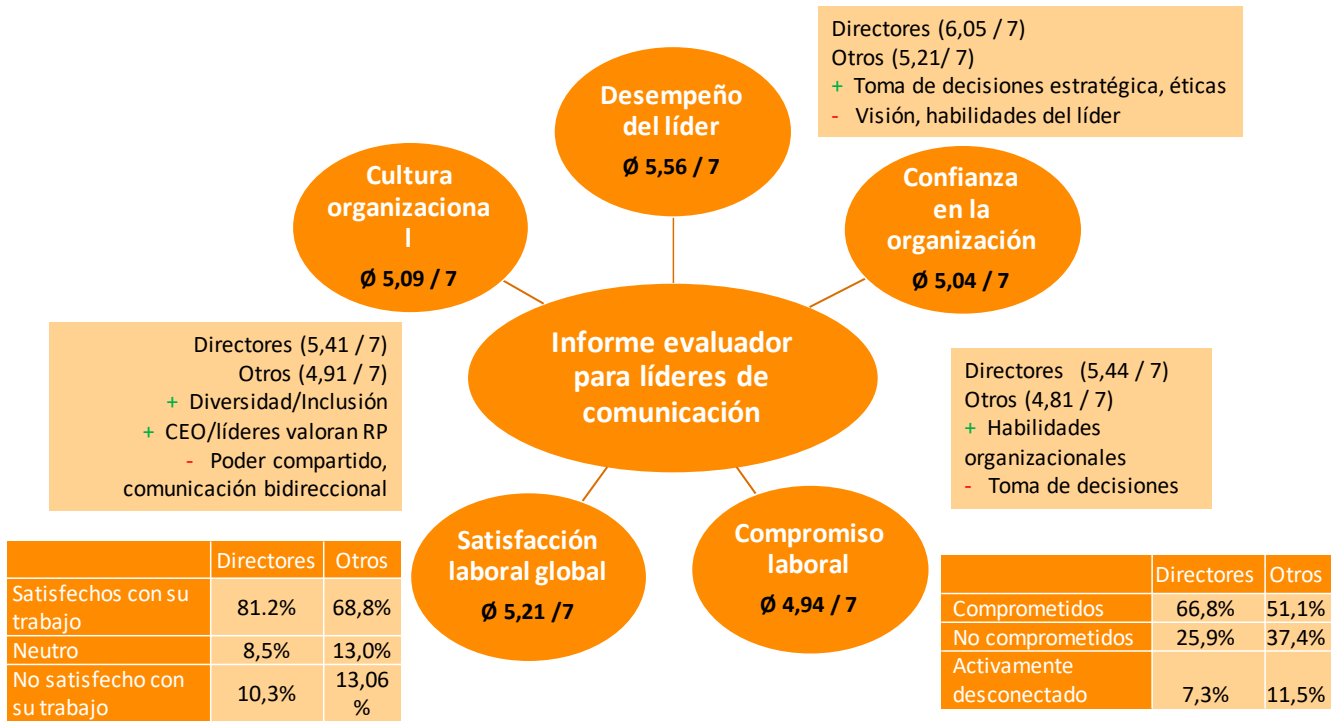 Directores (6,05 / 7)
Otros (5,21/ 7)
+ Toma de decisiones estratégica, éticas
- Visión, habilidades del líder
Desempeño
del líder
Ø 5,56 / 7
Cultura
organizaciona
l
Ø 5,09 / 7
Confianza
en la
organización
Ø 5,04 / 7
Informe evaluador
para líderes de
comunicación
Directores (5,41 / 7)
Otros (4,91 / 7)
+ Diversidad/Inclusión
+ CEO/líderes valoran RP
- Poder compartido,
comunicación bidireccional
Directores (5,44 / 7)
Otros (4,81 / 7)
+ Habilidades
organizacionales
- Toma de decisiones
Satisfacción
laboral global
Ø 5,21 /7
Compromiso
laboral
Ø 4,94 / 7
Directores Otros
Satisfechos con su
trabajo 81.2% 68,8%
Neutro 8,5% 13,0%
No satisfecho con
su trabajo 10,3% 13,06
%
Directores Otros
Comprometidos 66,8% 51,1%
No comprometidos 25,9% 37,4%
Activamente
desconectado 7,3% 11,5%